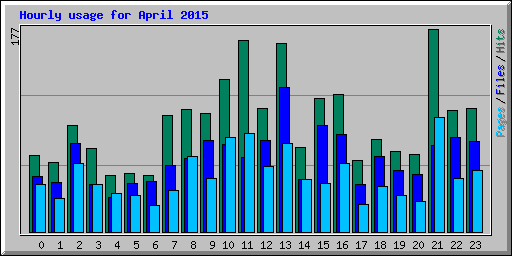 Hourly usage for April 2015
177
Pages / Files / Hits
0 1 2 3 4 5 6 7 8 9 10 11 12 13 14 15 16 17 18 19 20 21 22 23